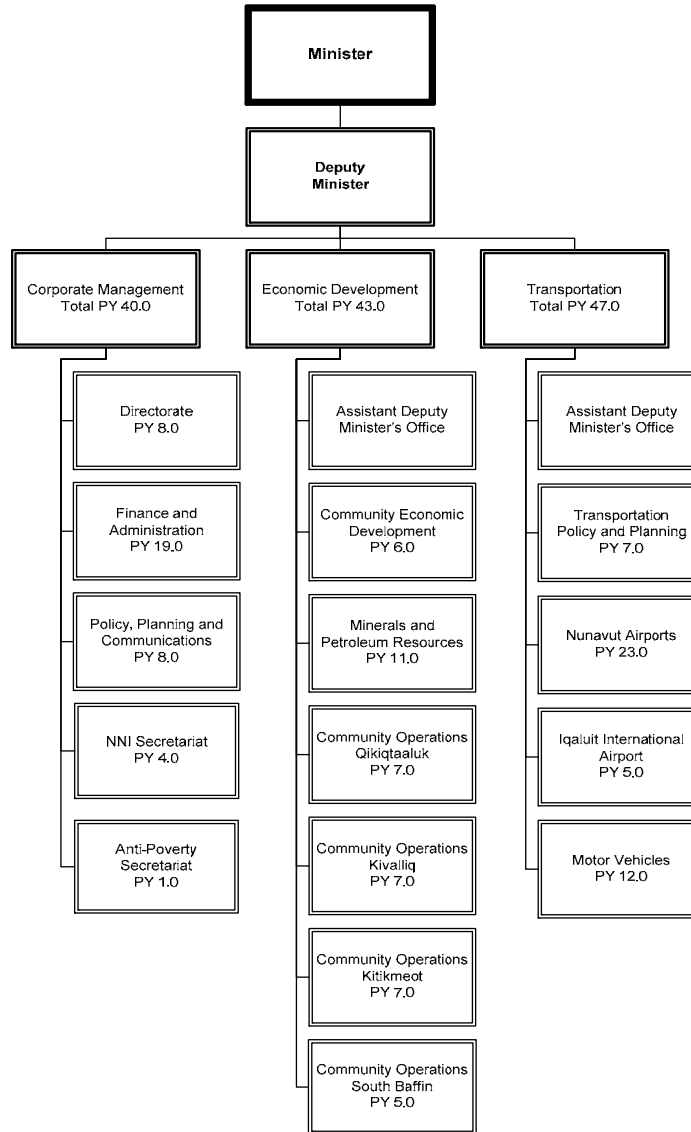 Minister
Deputy
Minister
Corporate Management
Total PY 40.0
Economic Development
Total PY 43.0
Transportation
Total PY 47.0
Directorate
PY 8.0
Finance and
Administration
PY 19.0
Policy, Planning and
Communications
PY 8.0
NNI Secretariat
PY 4.0
Anti-Poverty
Secretariat
PY 1.0
Assistant Deputy
Minister's Office
Community Economic
Development
PY 6.0
Minerals and
Petroleum Resources
PY 11.0
Community Operations
Qikiqtaaluk
PY 7.0
Community Operations
Kivalliq
PY 7.0
Community Operations
Kitikmeot
PY 7.0
Community Operations
South Baffin
PY 5.0
Assistant Deputy
Minister's Office
Transportation
Policy and Planning
PY 7.0
Nunavut Airports
PY 23.0
Iqaluit International
Airport
PY 5.0
Motor Vehicles
PY 12.0